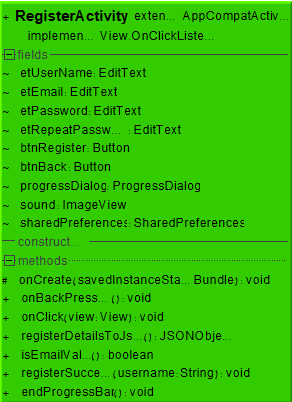 + RegisterActivity exten... AppCompatActiv...
implemen... View.OnClickListe...
fields
~ etUserName: EditText
~ etEmail: EditText
~ etPassword: EditText
~ etRepeatPassw... : EditText
~ btnRegister: Button
~ btnBack: Button
~ progressDialog: ProgressDialog
~ sound: ImageView
~ sharedPreferences: SharedPreferences
construct...
methods
# onCreate(savedInstanceSta... Bundle): void
+ onBackPress... (): void
+ onClick(view: View): void
+ registerDetailsToJs... (): JSONObje...
+ isEmailVal... (): boolean
+ registerSucce... (username: String): void
+ endProgressBar(): void